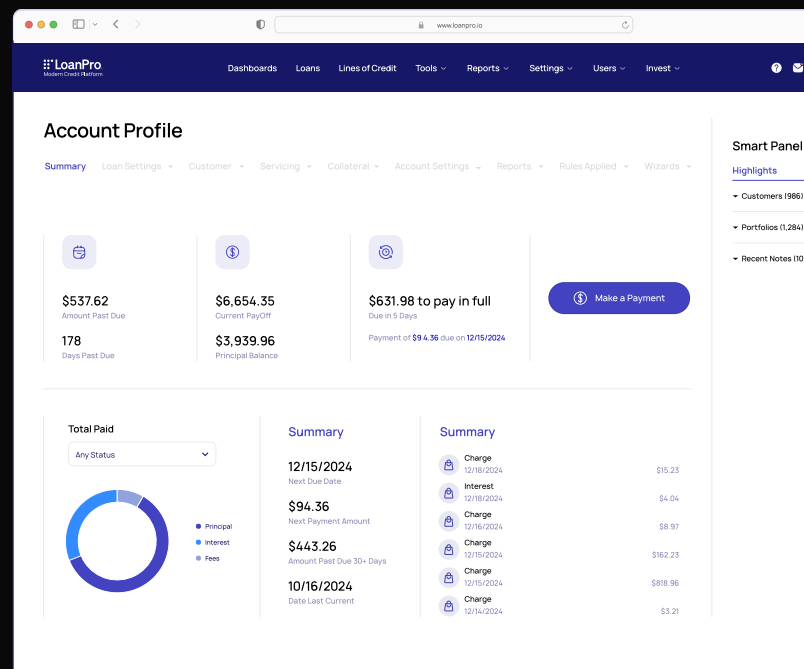 www.loanpro.io
LoanPro
Modern Credit Platform
Dashboards Loans Lines of Credit Tools Reports Settings Users Invest
?
Account Profile
Summary Loan Settings Customer Servicing Collateral Account Settings Reports Rules Applied Wizards
$537.62
Amount Past Due
178
Days Past Due
$6,654.35
Current PayOff
$3,939.96
Principal Balance
$631.98 to pay in full
Due in 5 Days
Payment of $9 4.36 due on 12/15/2024
$ Make a Payment
Smart Panel
Highlights
Customers (986)
Portfolios (1,284)
Recent Notes (10
Total Paid
Any Status
Principal
Interest
Fees
Summary
12/15/2024
Next Due Date
$94.36
Next Payment Amount
$443.26
Amount Past Due 30+ Days
10/16/2024
Date Last Current
Summary
Charge
12/18/2024 $15.23
Interest
12/18/2024 $4.04
Charge
12/16/2024 $8.97
Charge
12/15/2024 $162.23
Charge
12/15/2024 $818.96
Charge
12/14/2024 $3.21